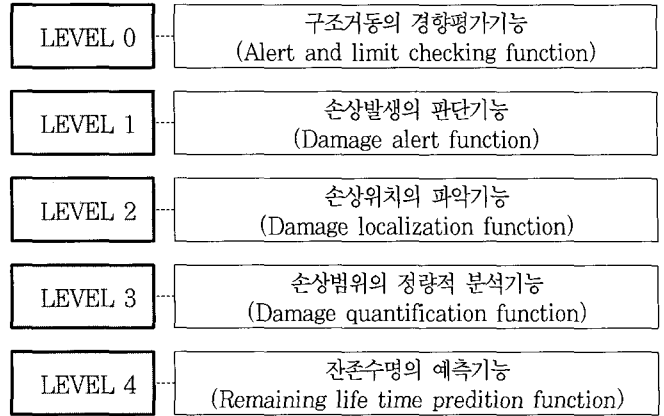 LEVEL 0
구조거동의 경향평가기능
(Alert and limit checking function)
LEVEL 1
손상발생의 판단기능
(Damage alert function)
LEVEL 2
손상위치의 파악기능
(Damage localization function)
LEVEL 3
손상범위의 정량적 분석기능
(Damage quantification function)
LEVEL 4
잔존수명의 예측기능
(Remaining life time predition function)